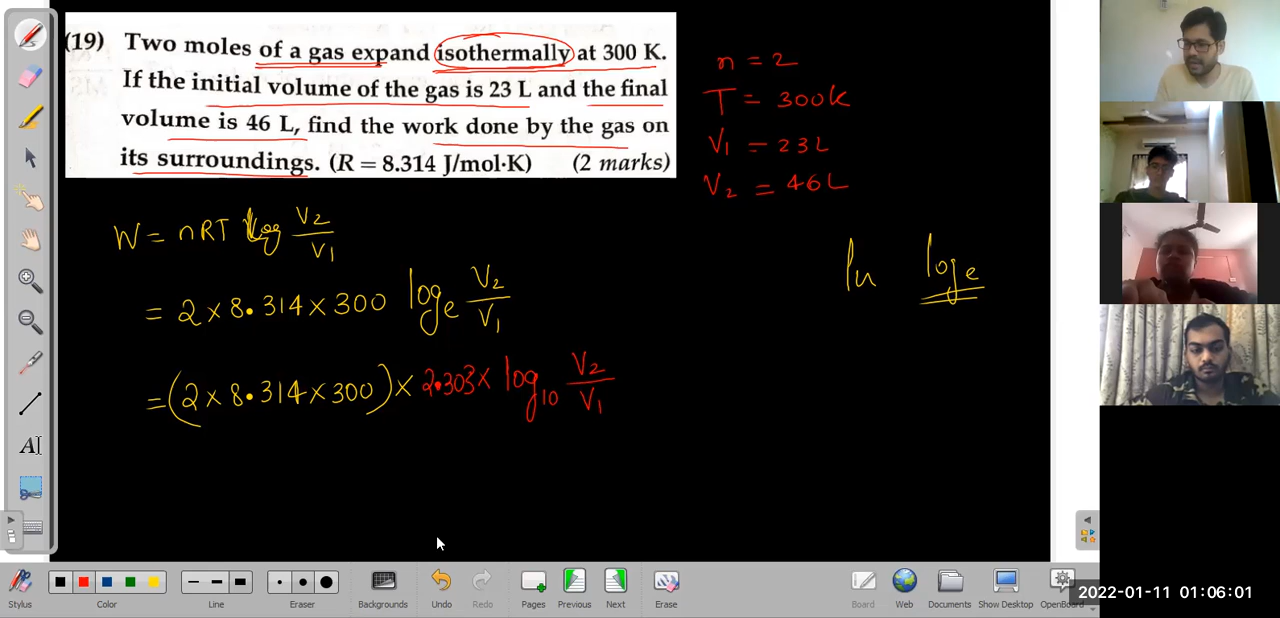 (19) Two moles of a gas expand isothermally at 300 K.
If the initial volume of the gas is 23 L and the final
volume is 46 L, find the work done by the gas on
its surroundings. (R = 8.314 J/mol·K) (2 marks)
n = 2
T = 300K
V₁ = 23L
V₂ = 46L
W = nRT log V₂/V₁
= 2 × 8.314 × 300 logₑ V₂/V₁
= (2 × 8.314 × 300) × 2.303 × log₁₀ V₂/V₁
ln logₑ
A
Stylus
Color
Line
Eraser
Backgrounds
Undo
Redo
Pages
Previous
Next
Erase
Board
Web
Documents
Show Desktop
OpenBoard
2022-01-11 01:06:01